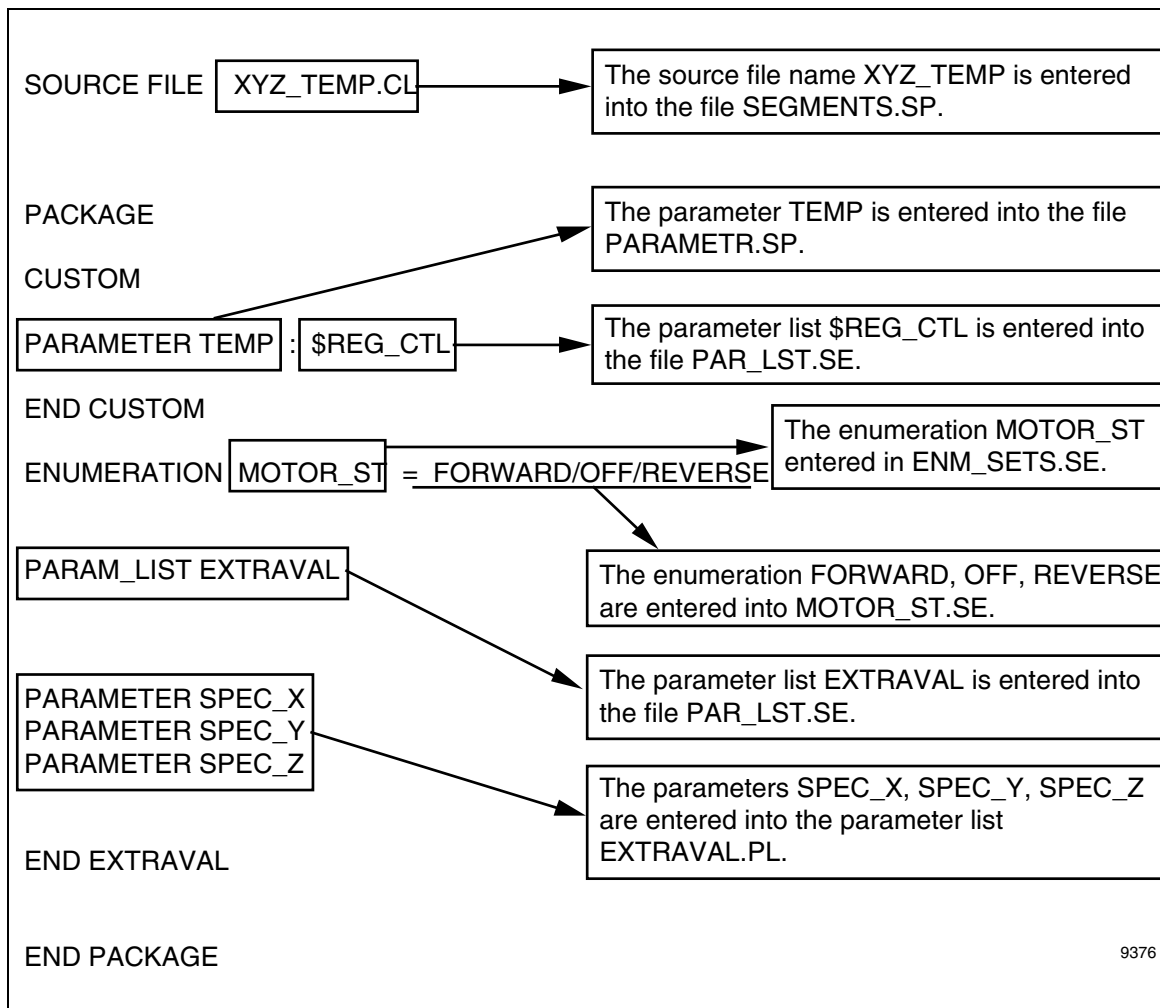 SOURCE FILE XYZ_TEMP.CL
The source file name XYZ_TEMP is entered
into the file SEGMENTS.SP.
PACKAGE
The parameter TEMP is entered into the file
PARAMETR.SP.
CUSTOM
PARAMETER TEMP : $REG_CTL
The parameter list $REG_CTL is entered into
the file PAR_LST.SE.
END CUSTOM
ENUMERATION MOTOR_ST = FORWARD/OFF/REVERSE
The enumeration MOTOR_ST
entered in ENM_SETS.SE.
The enumeration FORWARD, OFF, REVERSE
are entered into MOTOR_ST.SE.
PARAM_LIST EXTRAVAL
The parameter list EXTRAVAL is entered into
the file PAR_LST.SE.
PARAMETER SPEC_X
PARAMETER SPEC_Y
PARAMETER SPEC_Z
The parameters SPEC_X, SPEC_Y, SPEC_Z
are entered into the parameter list
EXTRAVAL.PL.
END EXTRAVAL
END PACKAGE
9376